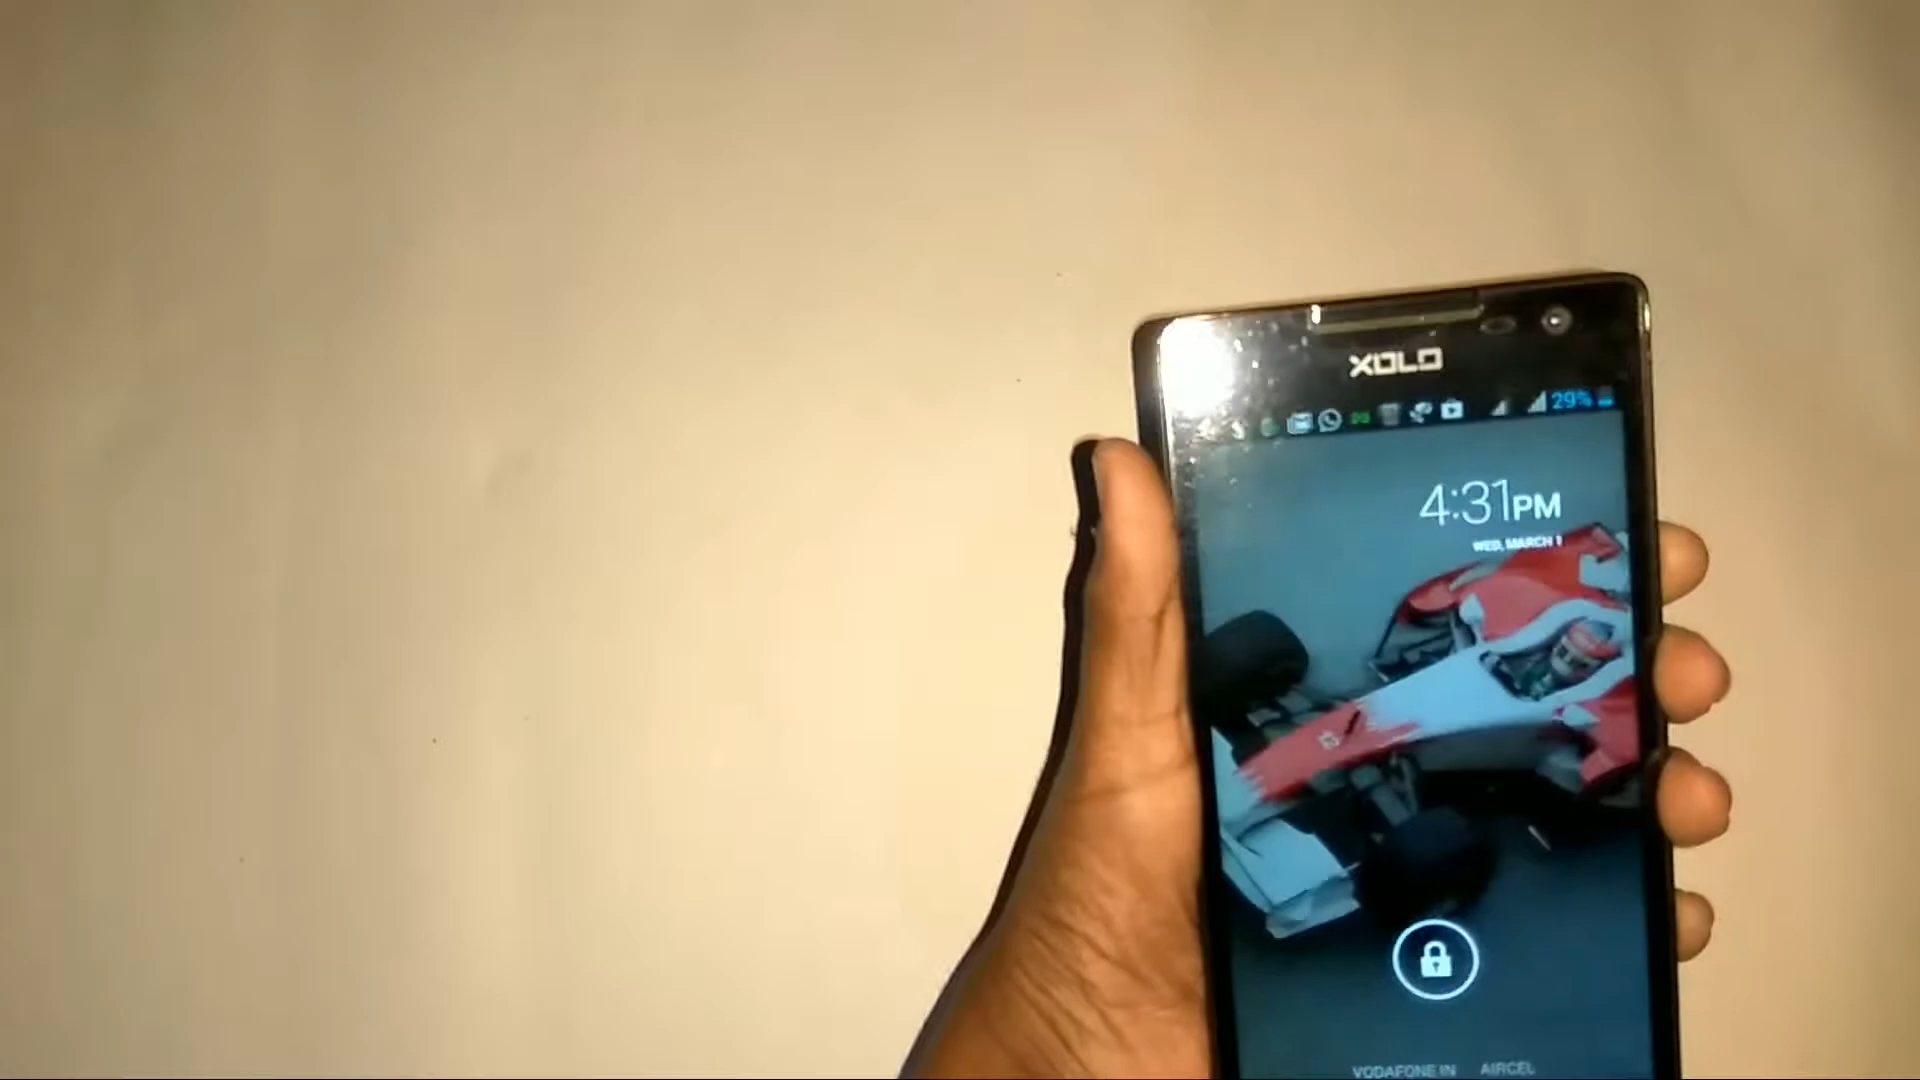 XOLO
29%
4:31PM
WED, MARCH 1
VODAFONE IN AIRCEL